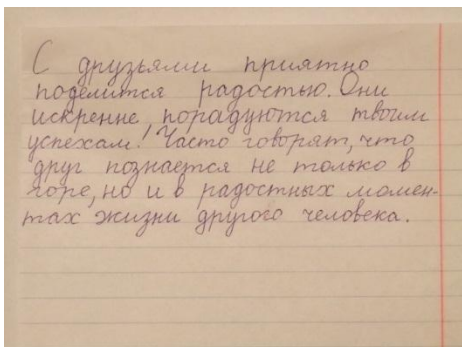 С друзьями приятно
поделится радостью. Они
искренне порадуются твоим
успехам! Часто говорят, что
друг познается не только в
горе, но и в радостных момен-
тах жизни другого человека.